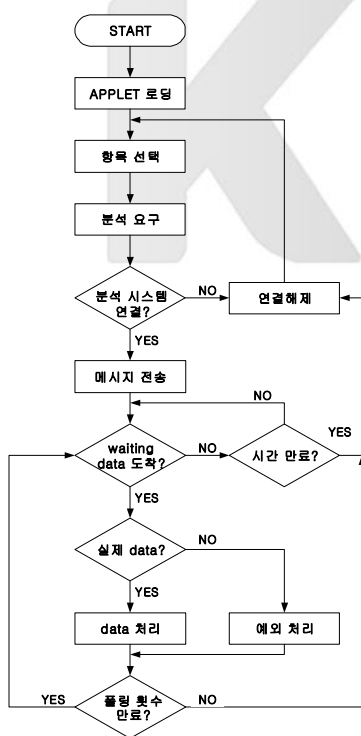 START
APPLET 로딩
항목 선택
분석 요구
분석 시스템
연결?
NO
연결해제
YES
메시지 전송
NO
waiting
data 도착?
NO
시간 만료?
YES
YES
실제 data?
NO
YES
data 처리
예외 처리
YES
폴링 횟수
만료?
NO